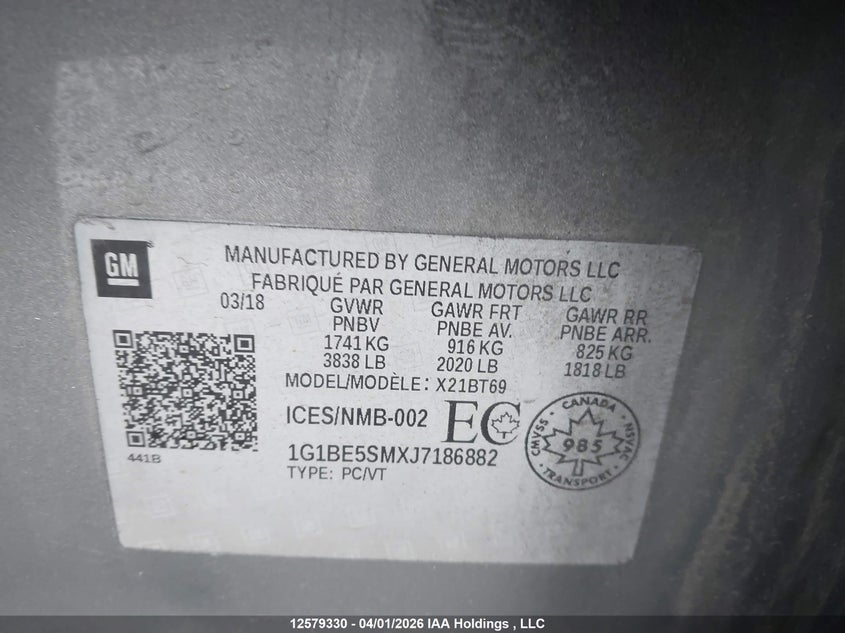 GM
MANUFACTURED BY GENERAL MOTORS LLC
FABRIQUÉ PAR GENERAL MOTORS LLC
03/18 GVWR GAWR FRT GAWR RR
PNBV PNBE AV. PNBE ARR.
1741 KG 916 KG 825 KG
3838 LB 2020 LB 1818 LB
MODEL/MODÈLE: X21BT69
ICES/NMB-002 EC
CANADA
CMVSS 985 NSVAC
TRANSPORT
441B
1G1BE5SMXJ7186882
TYPE: PC/VT
12579330 - 04/01/2026 IAA Holdings , LLC